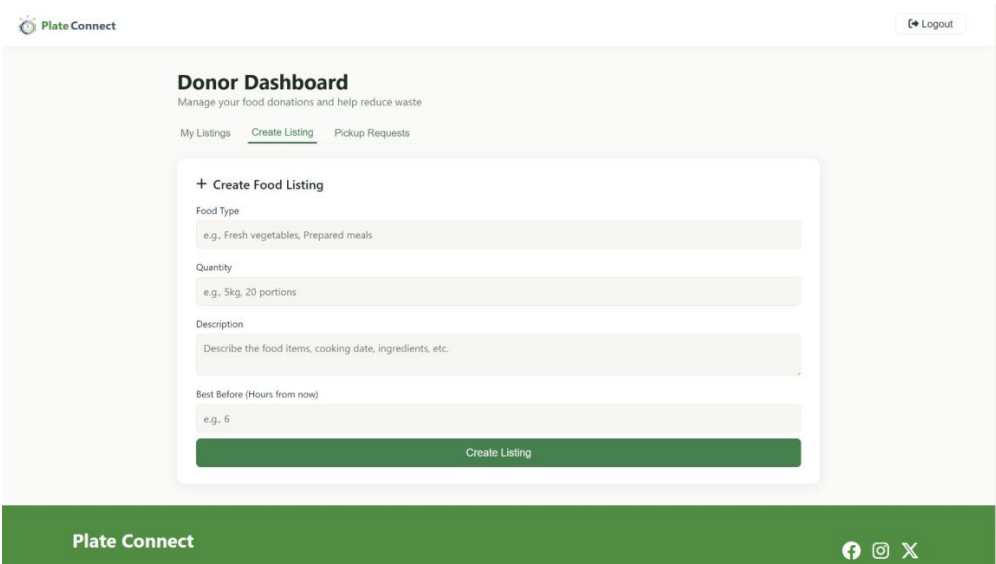 Plate Connect
Logout
Donor Dashboard
Manage your food donations and help reduce waste
My Listings Create Listing Pickup Requests
+ Create Food Listing
Food Type
e.g., Fresh vegetables, Prepared meals
Quantity
e.g., 5kg, 20 portions
Description
Describe the food items, cooking date, ingredients, etc.
Best Before (Hours from now)
e.g., 6
Create Listing
Plate Connect